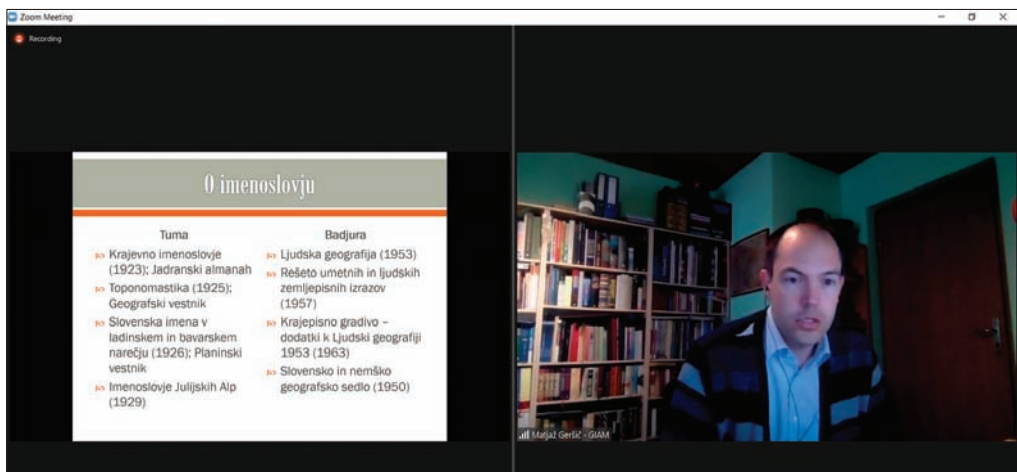 Zoom Meeting
Recording
O imenoslovju
Tuma
Krajevno imenoslovje
(1923); Jadranski almanah
Toponomastika (1925);
Geografski vestnik
Slovenska imena v
ladinskem in bavarskem
narečju (1926); Planinski
vestnik
Imenoslovje Julijskih Alp
(1929)
Badjura
Ljudska geografija (1953)
Rešeto umetnih in ljudskih
zemljepisnih izrazov
(1957)
Krajepisno gradivo –
dodatki k Ljudski geografiji
1953 (1963)
Slovensko in nemško
geografsko sedlo (1950)
Matjaž Geršič - GIAM